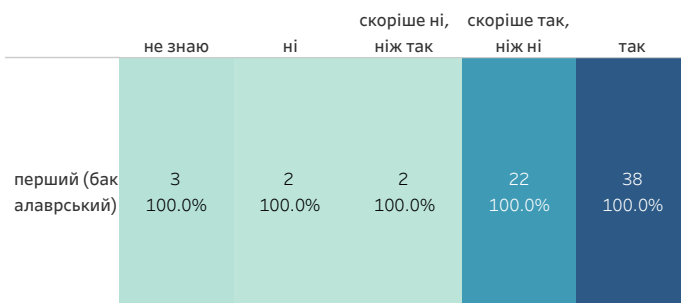 скоріше ні, скоріше так,
не знаю ні ніж так ніж ні так
перший (бак 3 2 2 22 38
алаврський) 100.0% 100.0% 100.0% 100.0% 100.0%